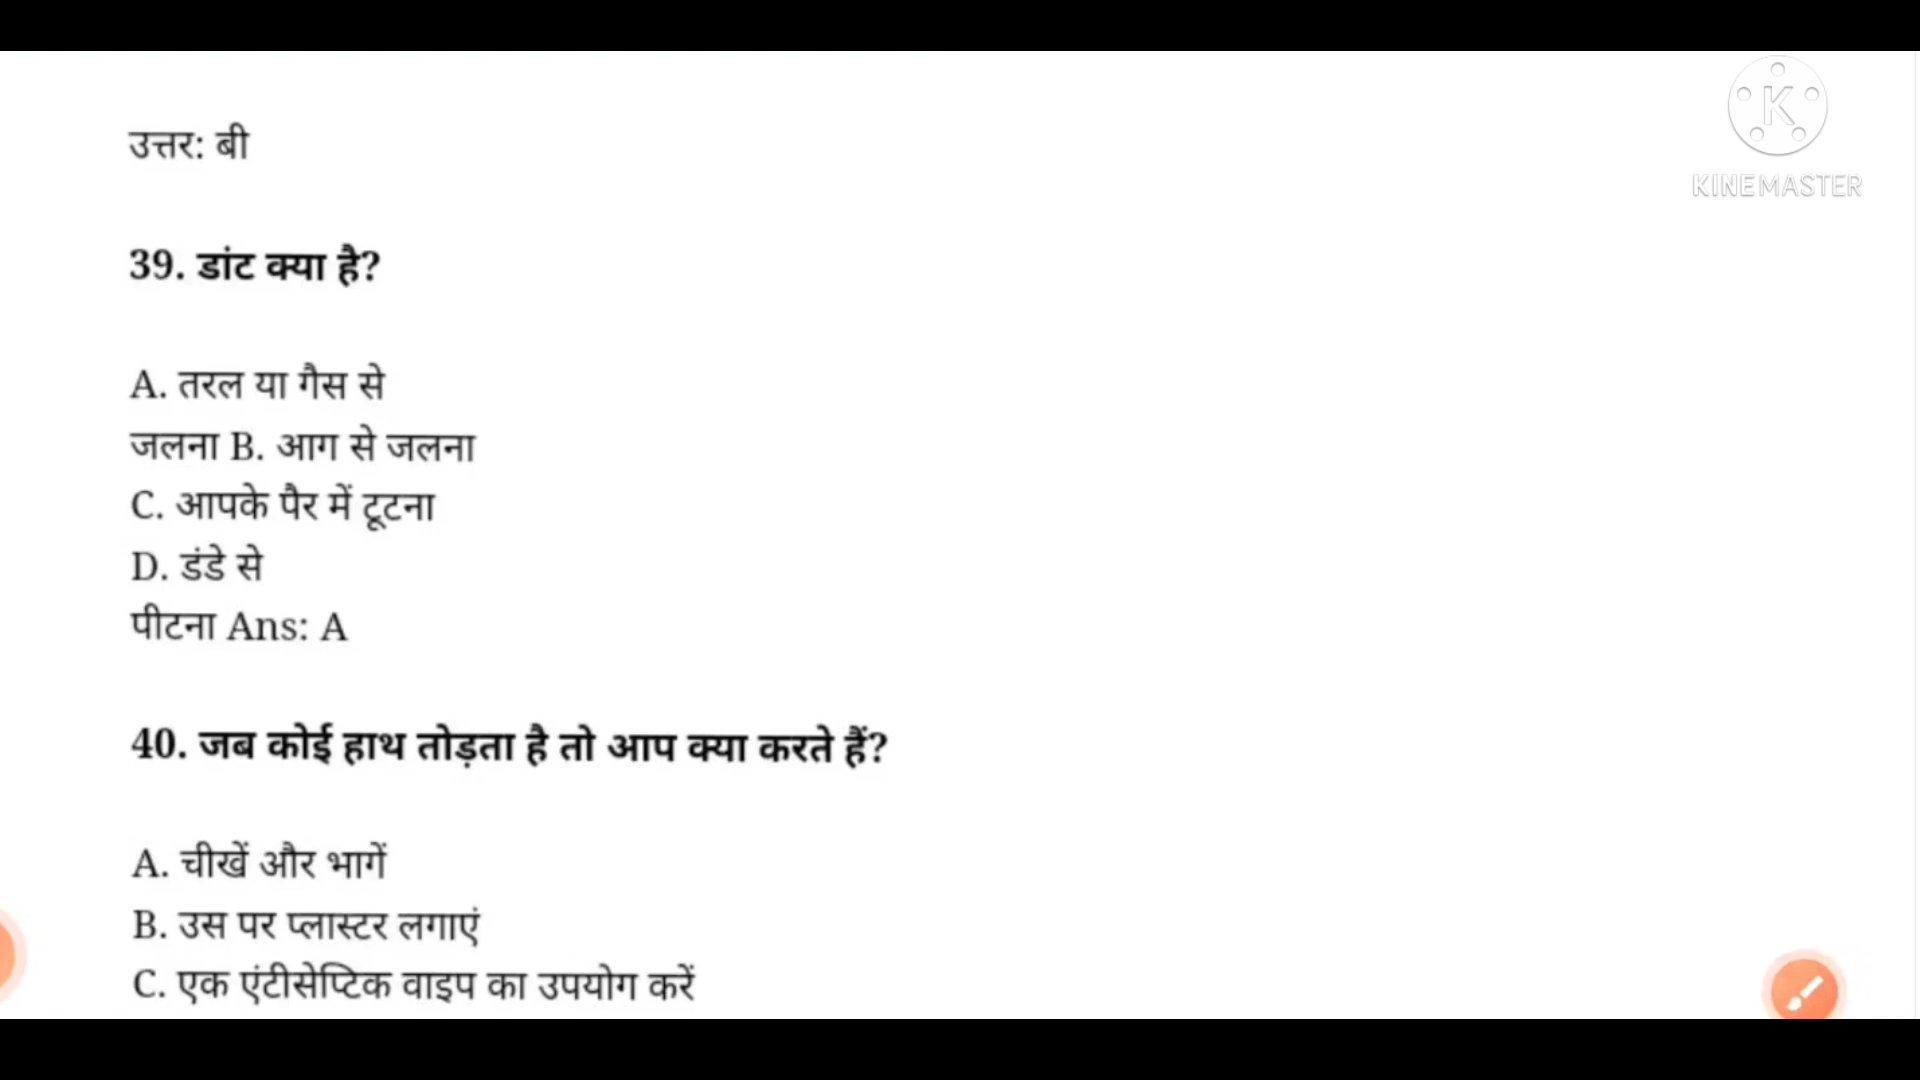 उत्तर: बी
KINEMASTER
39. डांट क्या है?
A. तरल या गैस से
जलना B. आग से जलना
C. आपके पैर में टूटना
D. डंडे से
पीटना Ans: A
40. जब कोई हाथ तोड़ता है तो आप क्या करते हैं?
A. चीखें और भागें
B. उस पर प्लास्टर लगाएं
C. एक एंटीसेप्टिक वाइप का उपयोग करें